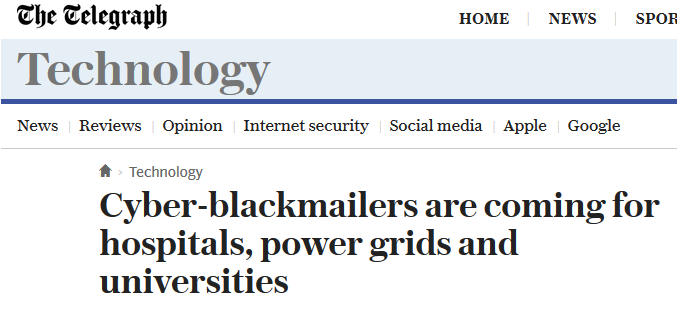 The Telegraph
HOME NEWS
Technology
News Reviews Opinion Internet security Social media Apple Google
Technology
Cyber-blackmailers are coming for
hospitals, power grids and
universities